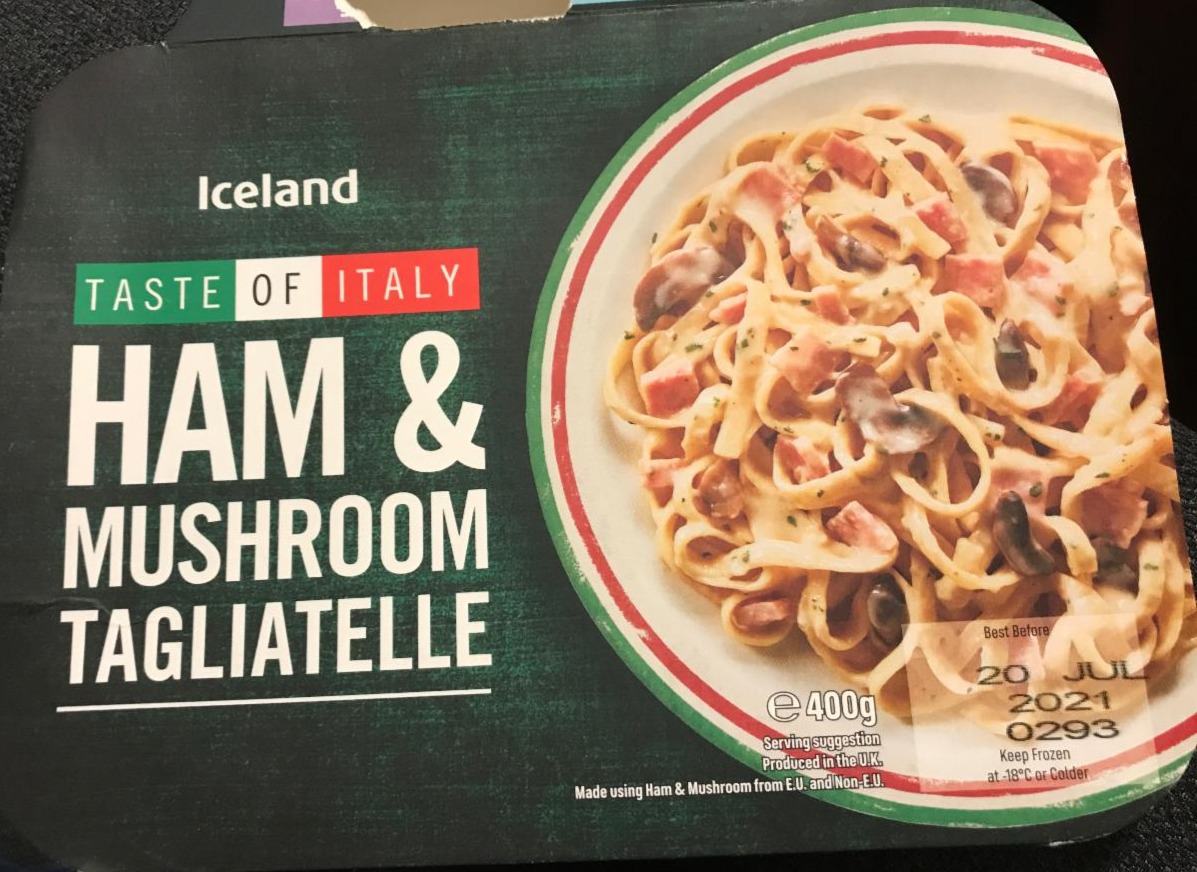 Iceland
TASTE OF ITALY
HAM &
MUSHROOM
TAGLIATELLE
℮ 400g
Serving suggestion
Produced in the U.K.
Made using Ham & Mushroom from E.U. and Non-E.U.
Best Before
20 JUL
2021
0293
Keep Frozen
at -18°C or Colder